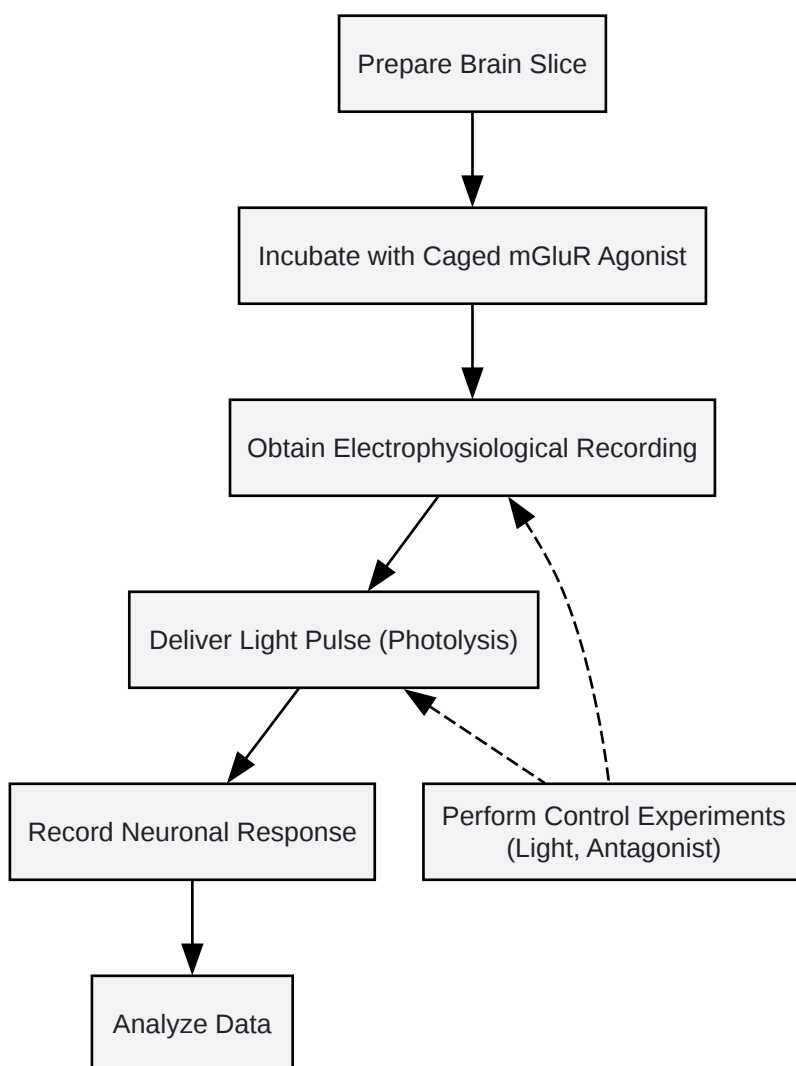 Prepare Brain Slice
Incubate with Caged mGluR Agonist
Obtain Electrophysiological Recording
Deliver Light Pulse (Photolysis)
Record Neuronal Response
Perform Control Experiments
(Light, Antagonist)
Analyze Data